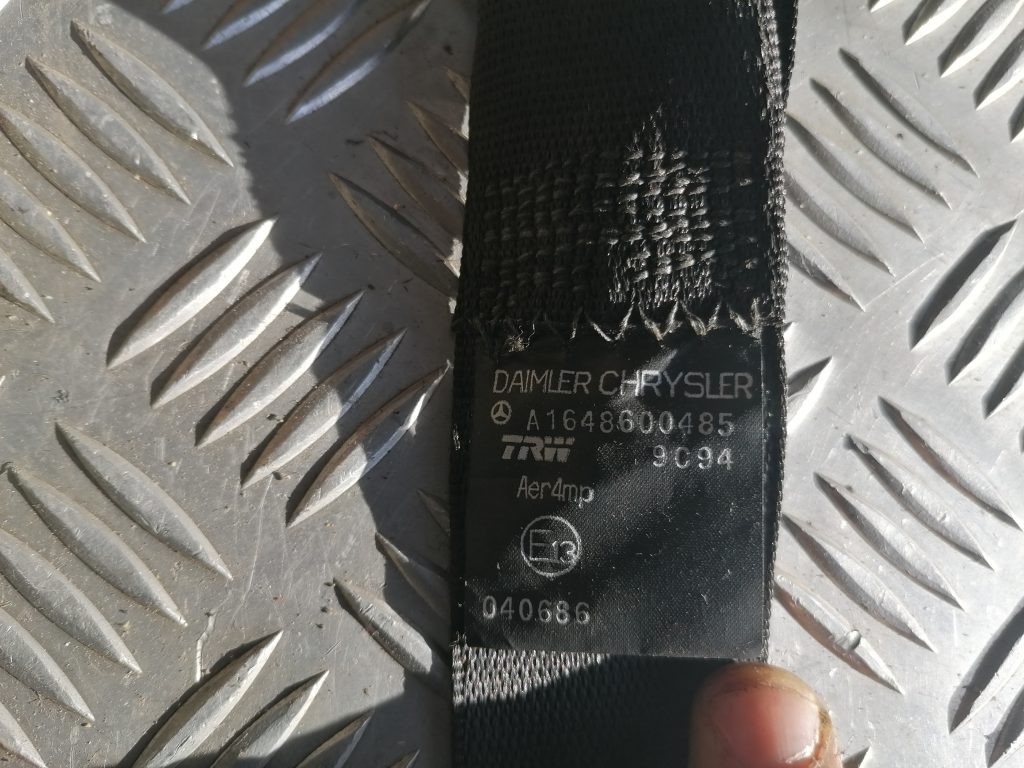 DAIMLER CHRYSLER
A1648600485
TRW 9C94
Aer4mp
E13
040686